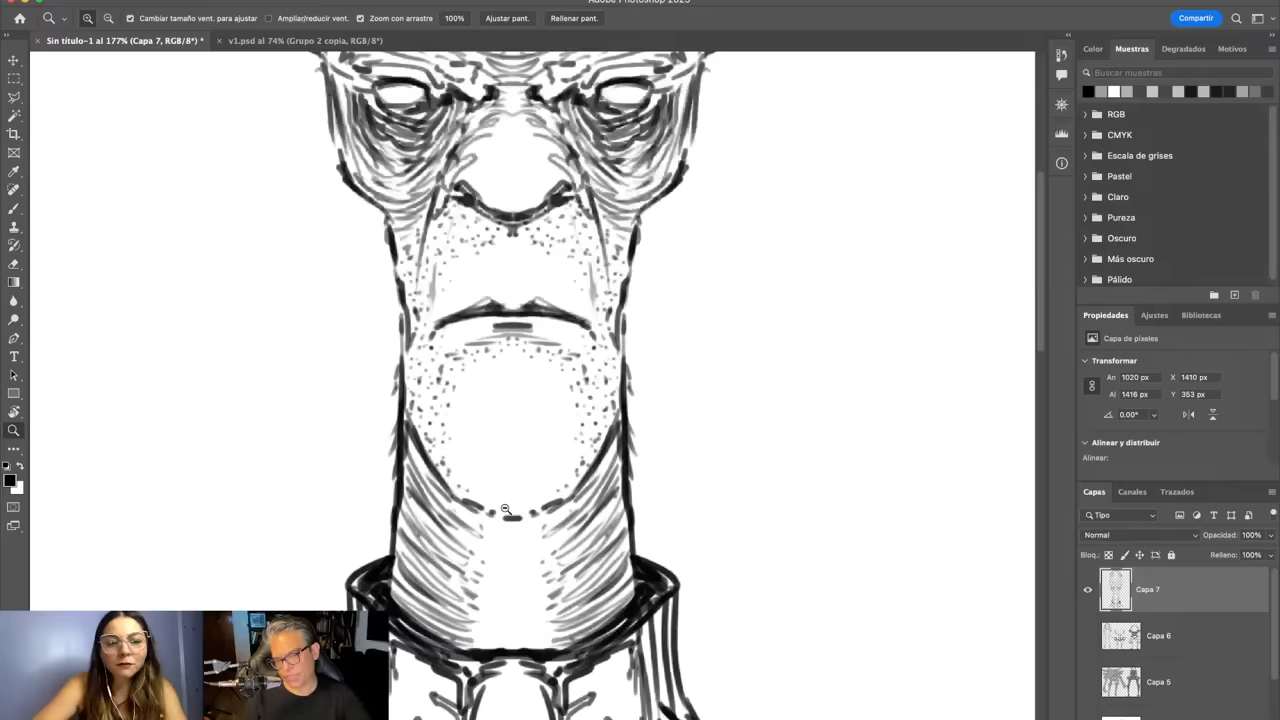 Adobe Photoshop 2023
Cambiar tamaño vent. para ajustar
Ampliar/reducir vent.
Zoom con arrastre
100%
Ajustar pant.
Rellenar pant.
Compartir
Sin título-1 al 177% (Capa 7, RGB/8*) *
v1.psd al 74% (Grupo 2 copia, RGB/8*)
Color
Muestras
Degradados
Motivos
Buscar muestras
RGB
CMYK
Escala de grises
Pastel
Claro
Pureza
Oscuro
Más oscuro
Pálido
Propiedades
Ajustes
Bibliotecas
Capa de píxeles
Transformar
An 1020 px X 1410 px
Al 1416 px Y 353 px
0.00°
Alinear y distribuir
Alinear:
Capas
Canales
Trazados
Tipo
Normal
Opacidad: 100%
Bloq.:
Relleno: 100%
Capa 7
Capa 6
Capa 5